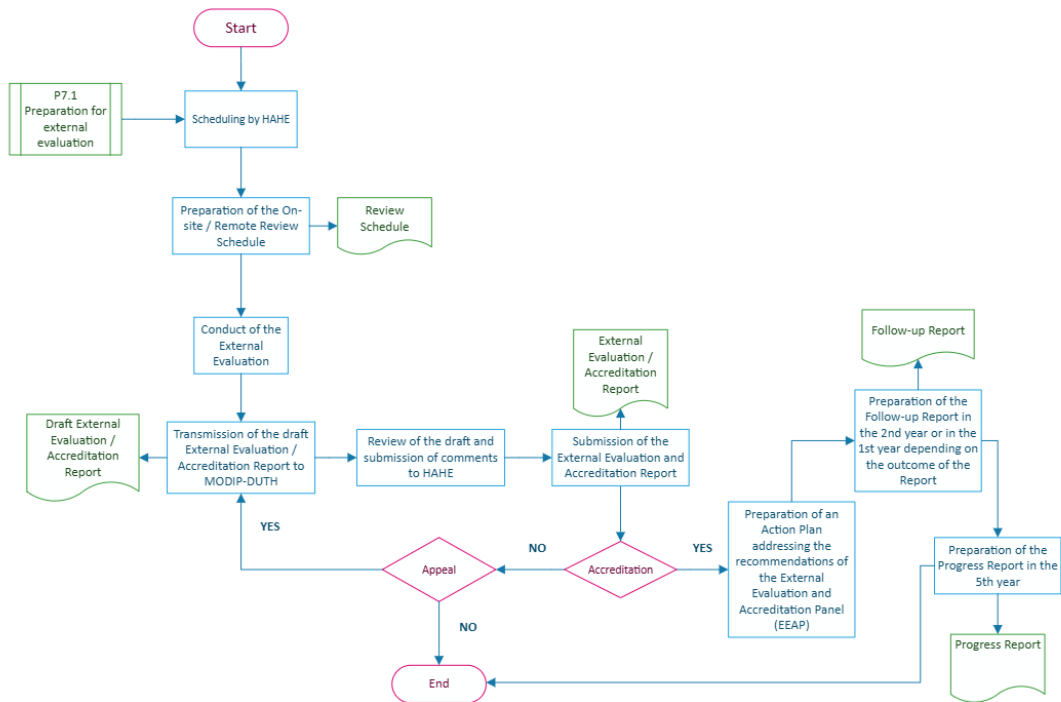 Start
P7.1
Preparation for
external
evaluation
Scheduling by HAHE
Preparation of the On-
site / Remote Review
Schedule
Review
Schedule
Conduct of the
External
Evaluation
Draft External
Evaluation /
Accreditation
Report
Transmission of the draft
External Evaluation /
Accreditation Report to
MODIP-DUTH
Review of the draft and
submission of comments
to HAHE
External
Evaluation /
Accreditation
Report
Submission of the
External Evaluation and
Accreditation Report
Follow-up Report
Preparation of the
Follow-up Report in
the 2nd year or in the
1st year depending on
the outcome of the
Report
YES
Appeal
NO
Accreditation
YES
Preparation of an
Action Plan
addressing the
recommendations of
the External
Evaluation and
Accreditation Panel
(EEAP)
Preparation of the
Progress Report in the
5th year
NO
Progress Report
End